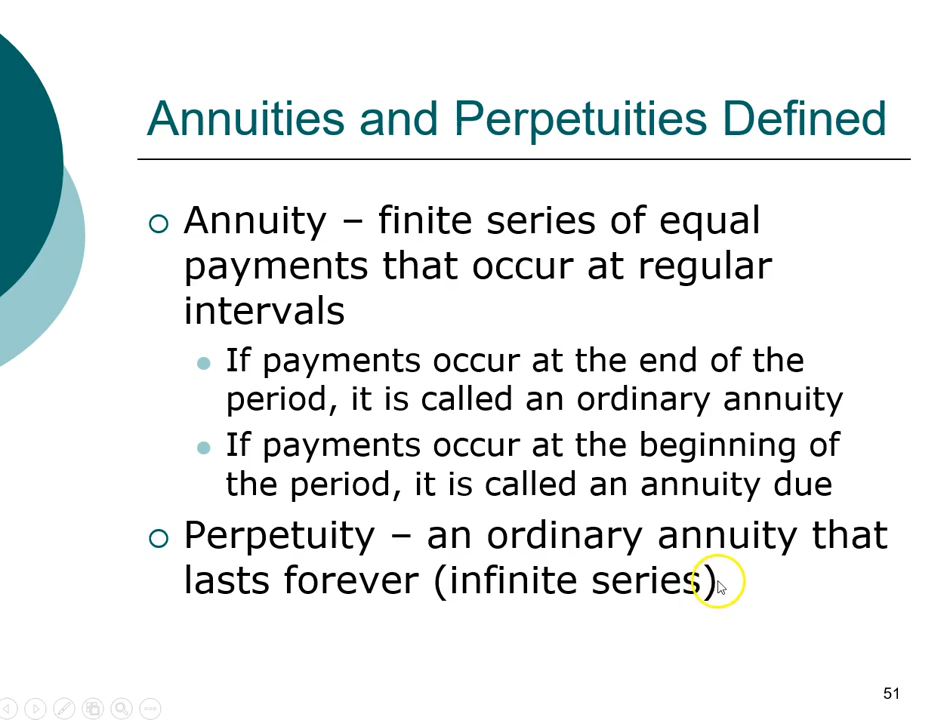 Annuities and Perpetuities Defined
Annuity – finite series of equal
payments that occur at regular
intervals
If payments occur at the end of the
period, it is called an ordinary annuity
If payments occur at the beginning of
the period, it is called an annuity due
Perpetuity – an ordinary annuity that
lasts forever (infinite series)
51